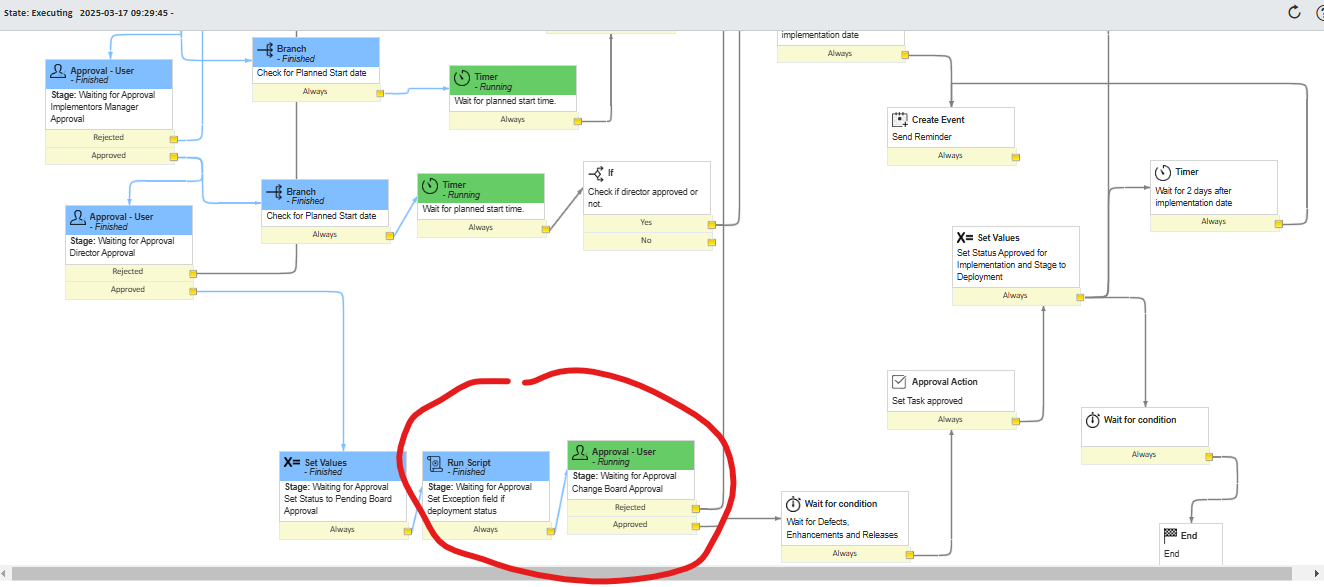 State: Executing 2025-03-17 09:29:45 -
Approval - User
- Finished
Stage: Waiting for Approval
Implementors Manager
Approval
Rejected
Approved
Branch
- Finished
Check for Planned Start date
Always
Timer
- Running
Wait for planned start time.
Always
implementation date
Always
Create Event
Send Reminder
Always
Approval - User
- Finished
Stage: Waiting for Approval
Director Approval
Rejected
Approved
Branch
- Finished
Check for Planned Start date
Always
Timer
- Running
Wait for planned start time.
Always
If
Check if director approved or
not.
Yes
No
Timer
Wait for 2 days after
implementation date
Always
X= Set Values
Set Status Approved for
Implementation and Stage to
Deployment
Always
Approval Action
Set Task approved
Always
Wait for condition
Always
X= Set Values
- Finished
Stage: Waiting for Approval
Set Status to Pending Board
Approval
Always
Run Script
- Finished
Stage: Waiting for Approval
Set Exception field if
deployment status
Always
Approval - User
- Running
Stage: Waiting for Approval
Change Board Approval
Rejected
Approved
Wait for condition
Wait for Defects,
Enhancements and Releases
Always
End
End